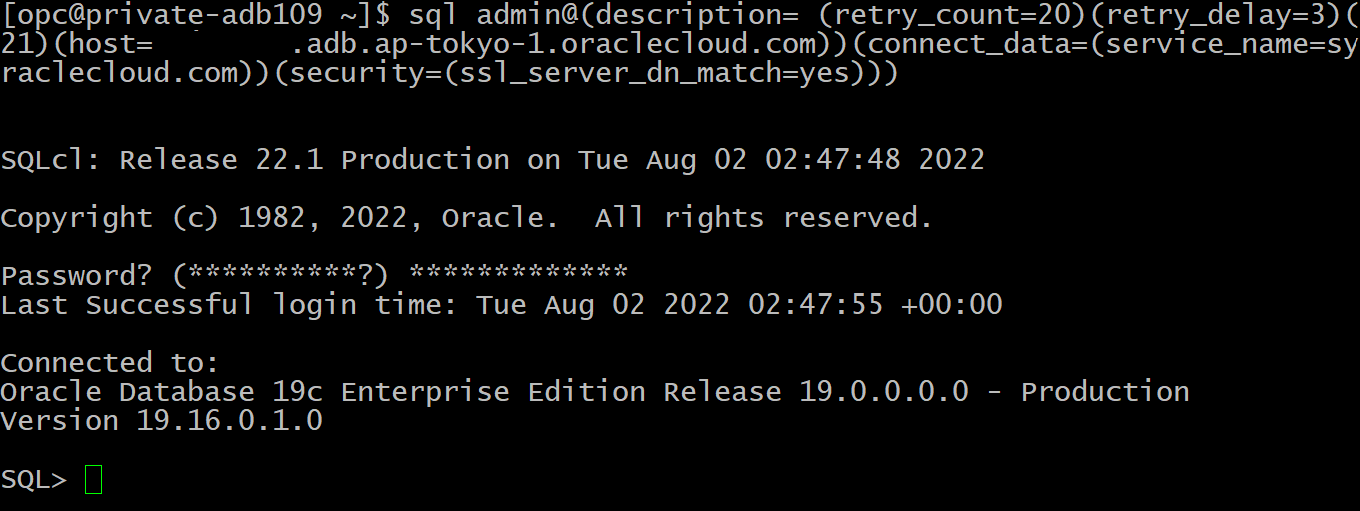 [opc@private-adb109 ~]$ sql admin@(description= (retry_count=20)(retry_delay=3)(
21)(host=          .adb.ap-tokyo-1.oraclecloud.com))(connect_data=(service_name=sy
raclecloud.com))(security=(ssl_server_dn_match=yes)))
SQLcl: Release 22.1 Production on Tue Aug 02 02:47:48 2022
Copyright (c) 1982, 2022, Oracle.  All rights reserved.
Password? (**********?) *************
Last Successful login time: Tue Aug 02 2022 02:47:55 +00:00
Connected to:
Oracle Database 19c Enterprise Edition Release 19.0.0.0.0 - Production
Version 19.16.0.1.0
SQL>